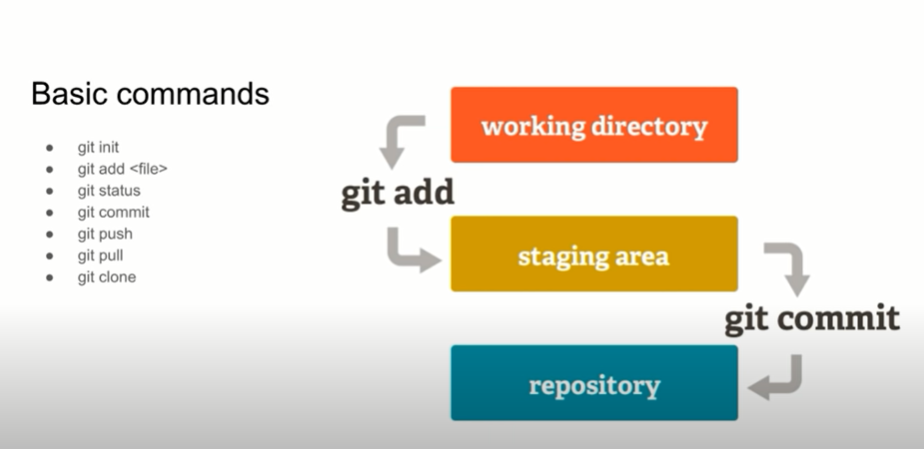 Basic commands
git init
git add <file>
git status
git commit
git push
git pull
git clone
working directory
git add
staging area
git commit
repository